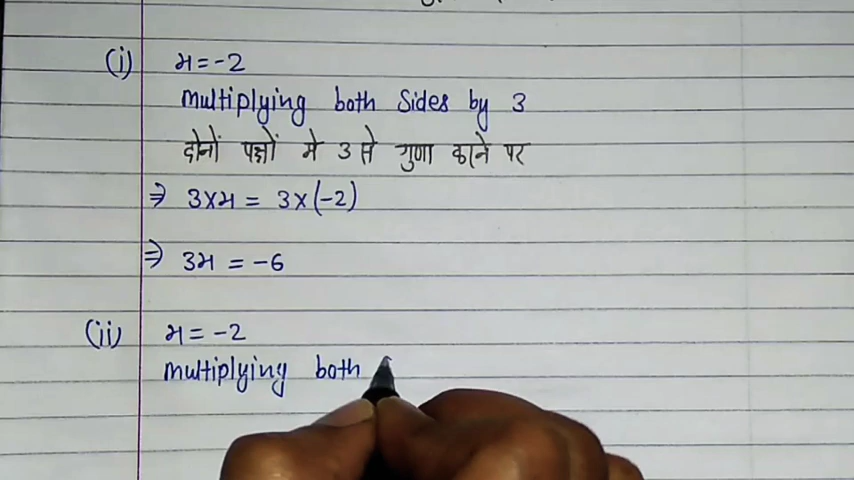 (i) x = -2
Multiplying both Sides by 3
दोनों पक्षों मे 3 से गुणा करने पर
⇒ 3×x = 3×(-2)
⇒ 3x = -6
(ii) x = -2
Multiplying both